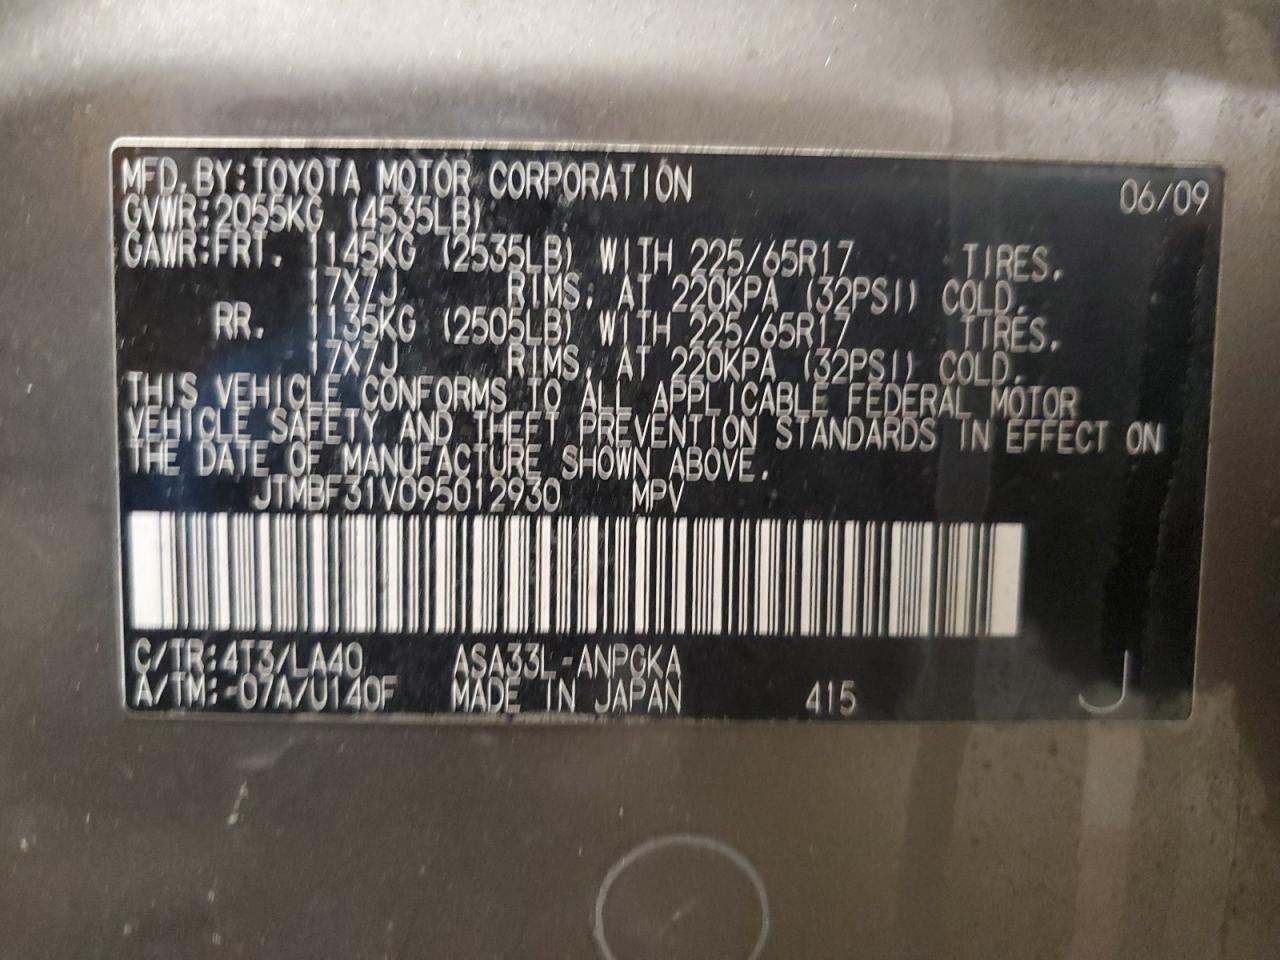 MFD.BY:TOYOTA MOTOR CORPORATION 06/09
GVWR:2055KG (4535LB)
GAWR:FRT. 1145KG (2535LB) WITH 225/65R17 TIRES,
17X7J RIMS, AT 220KPA (32PSI) COLD.
RR. 1135KG (2505LB) WITH 225/65R17 TIRES,
17X7J RIMS, AT 220KPA (32PSI) COLD.
THIS VEHICLE CONFORMS TO ALL APPLICABLE FEDERAL MOTOR
VEHICLE SAFETY AND THEFT PREVENTION STANDARDS IN EFFECT ON
THE DATE OF MANUFACTURE SHOWN ABOVE.
JTMBF31V095012930 MPV
C/TR:4T3/LA40 ASA33L-ANPGKA
A/TM:-07A/U140F MADE IN JAPAN 415 J